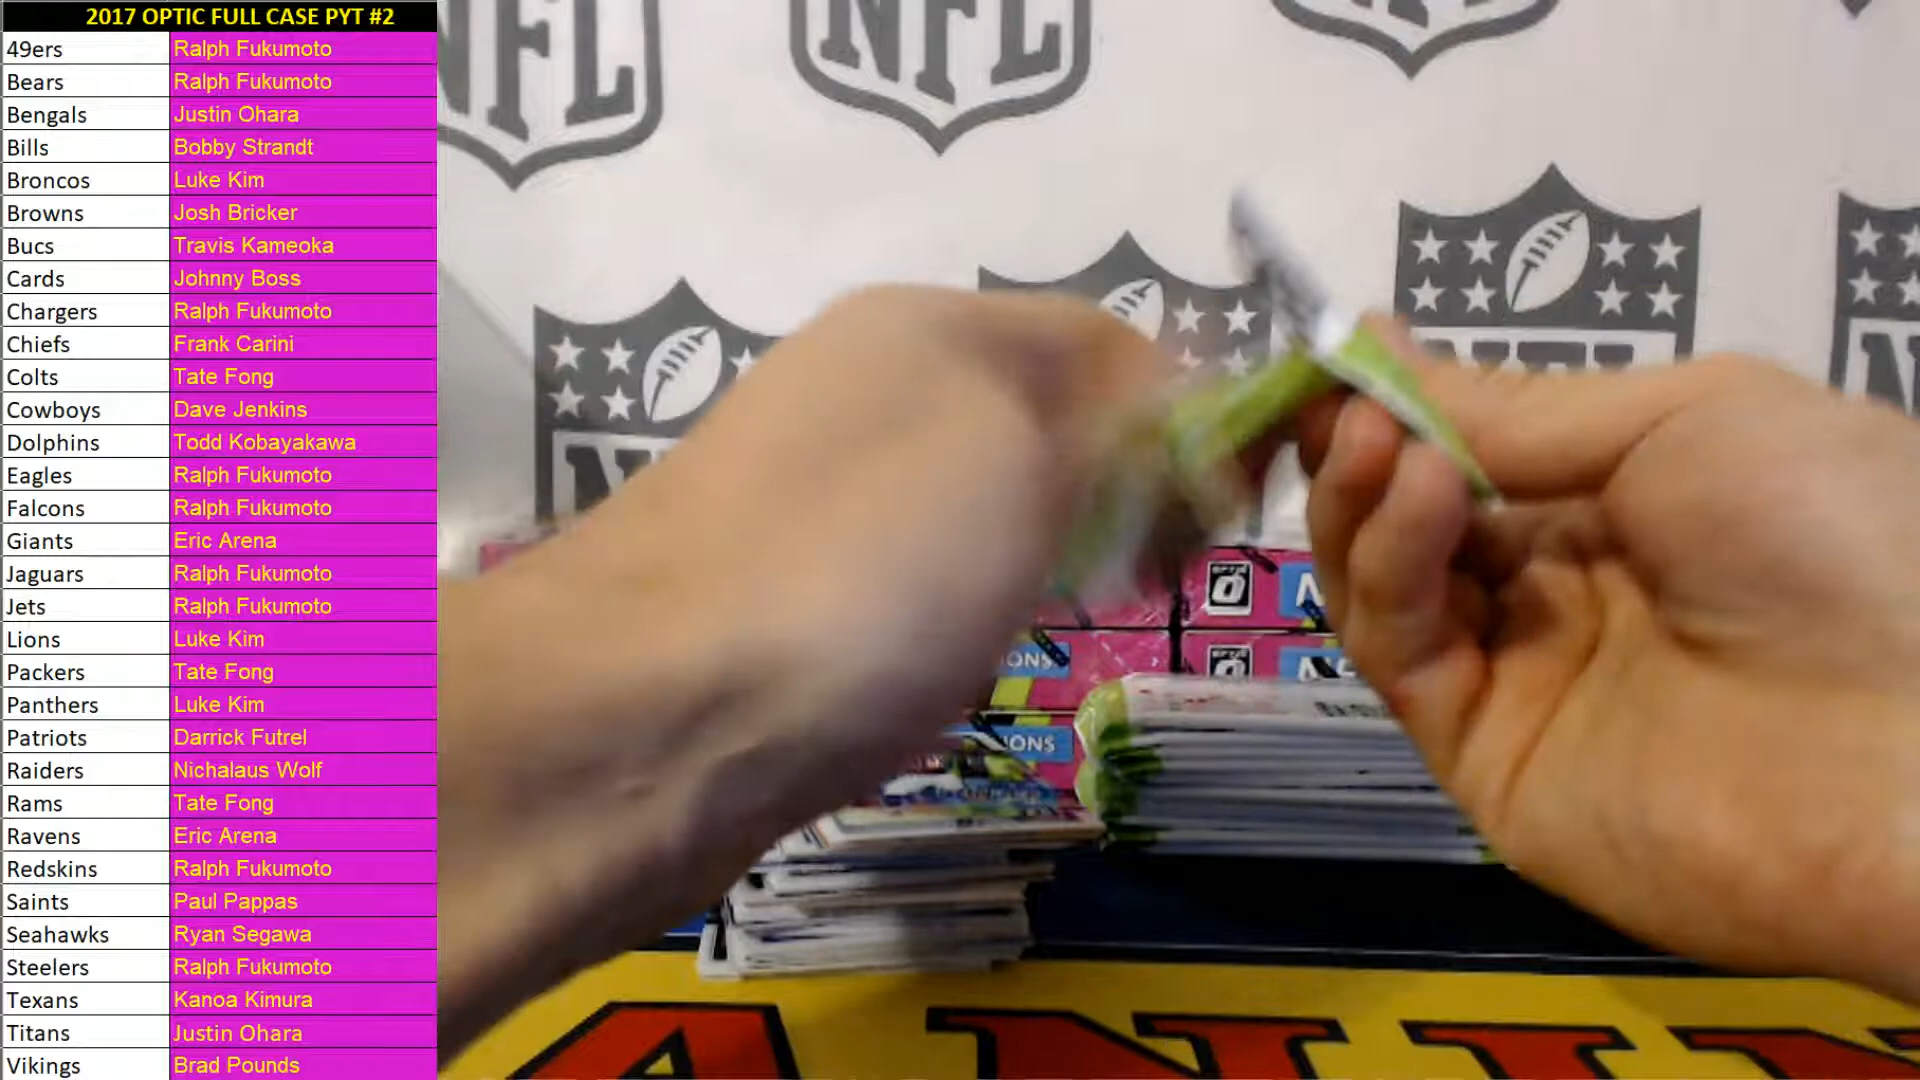 2017 OPTIC FULL CASE PYT #2
49ers Ralph Fukumoto
Bears Ralph Fukumoto
Bengals Justin Ohara
Bills Bobby Strandt
Broncos Luke Kim
Browns Josh Bricker
Bucs Travis Kameoka
Cards Johnny Boss
Chargers Ralph Fukumoto
Chiefs Frank Carini
Colts Tate Fong
Cowboys Dave Jenkins
Dolphins Todd Kobayakawa
Eagles Ralph Fukumoto
Falcons Ralph Fukumoto
Giants Eric Arena
Jaguars Ralph Fukumoto
Jets Ralph Fukumoto
Lions Luke Kim
Packers Tate Fong
Panthers Luke Kim
Patriots Darrick Futrel
Raiders Nichalaus Wolf
Rams Tate Fong
Ravens Eric Arena
Redskins Ralph Fukumoto
Saints Paul Pappas
Seahawks Ryan Segawa
Steelers Ralph Fukumoto
Texans Kanoa Kimura
Titans Justin Ohara
Vikings Brad Pounds
NFL
NFL